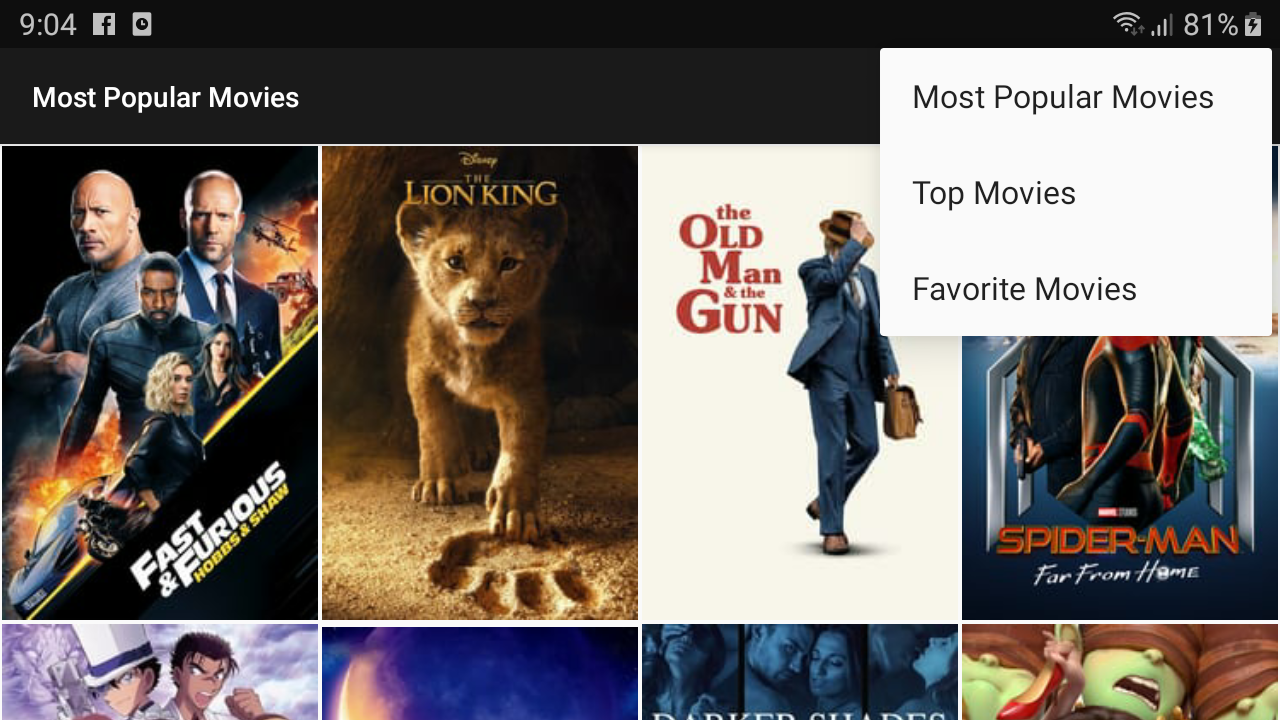 9:04
81%
Most Popular Movies
Most Popular Movies
Top Movies
Favorite Movies
FAST
& FURIOUS
HOBBS & SHAW
Disney
THE
LION KING
the
OLD
Man
& the
GUN
MARVEL STUDIOS
SPIDER-MAN
Far From Home
DARKER SHADES